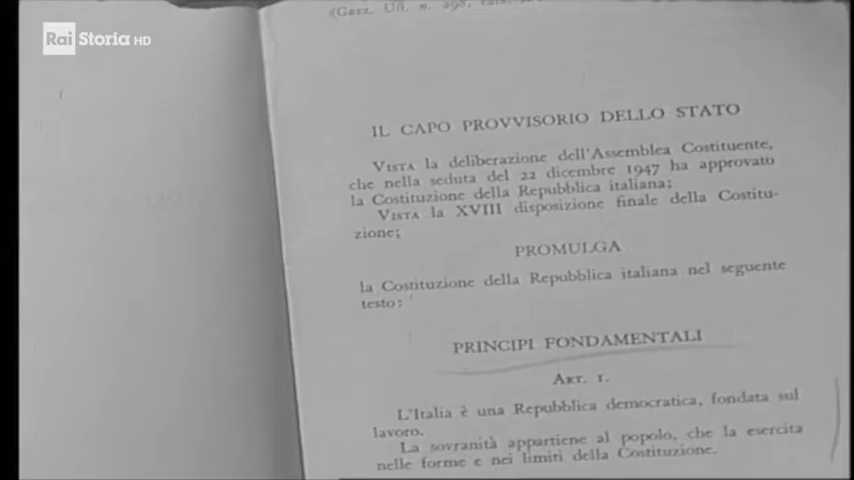 Rai Storia HD
(Gazz. Uff. n. 298,
IL CAPO PROVVISORIO DELLO STATO
VISTA la deliberazione dell'Assemblea Costituente,
che nella seduta del 22 dicembre 1947 ha approvato
la Costituzione della Repubblica italiana;
VISTA la XVIII disposizione finale della Costitu-
zione;
PROMULGA
la Costituzione della Repubblica italiana nel seguente
testo:
PRINCIPI FONDAMENTALI
ART. 1.
L'Italia è una Repubblica democratica, fondata sul
lavoro.
La sovranità appartiene al popolo, che la esercita
nelle forme e nei limiti della Costituzione.